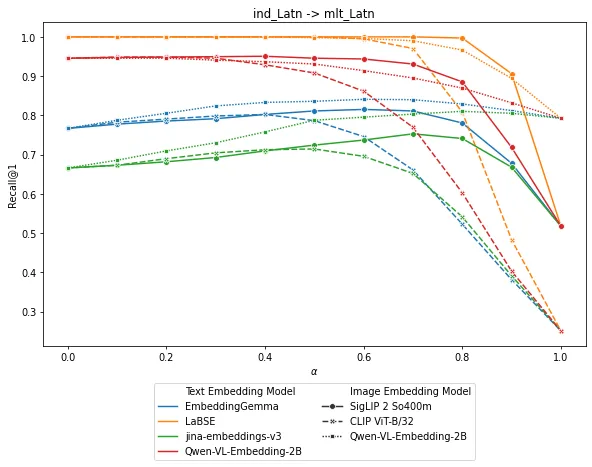 ind_Latn -> mlt_Latn
Recall@1
1.0
0.9
0.8
0.7
0.6
0.5
0.4
0.3
0.0 0.2 0.4 0.6 0.8 1.0
α
Text Embedding Model
EmbeddingGemma
LaBSE
jina-embeddings-v3
Qwen-VL-Embedding-2B
Image Embedding Model
SigLIP 2 So400m
CLIP ViT-B/32
Qwen-VL-Embedding-2B